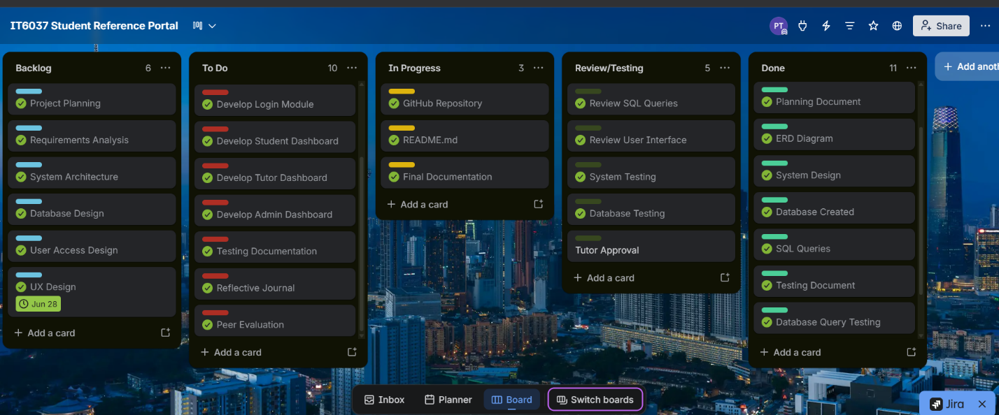 IT6037 Student Reference Portal
PT
Share
Backlog 6
Project Planning
Requirements Analysis
System Architecture
Database Design
User Access Design
UX Design
Jun 28
+ Add a card
To Do 10
Develop Login Module
Develop Student Dashboard
Develop Tutor Dashboard
Develop Admin Dashboard
Testing Documentation
Reflective Journal
Peer Evaluation
+ Add a card
In Progress 3
GitHub Repository
README.md
Final Documentation
+ Add a card
Review/Testing 5
Review SQL Queries
Review User Interface
System Testing
Database Testing
Tutor Approval
+ Add a card
Done 11
Planning Document
ERD Diagram
System Design
Database Created
SQL Queries
Testing Document
Database Query Testing
+ Add a card
+ Add anot
Inbox
Planner
Board
Switch boards
Jira